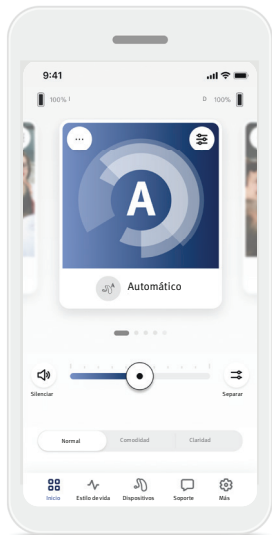 9:41
100% I
D 100%
A
Automático
Silenciar
Separar
Normal
Comodidad
Claridad
Inicio
Estilo de vida
Dispositivos
Soporte
Más